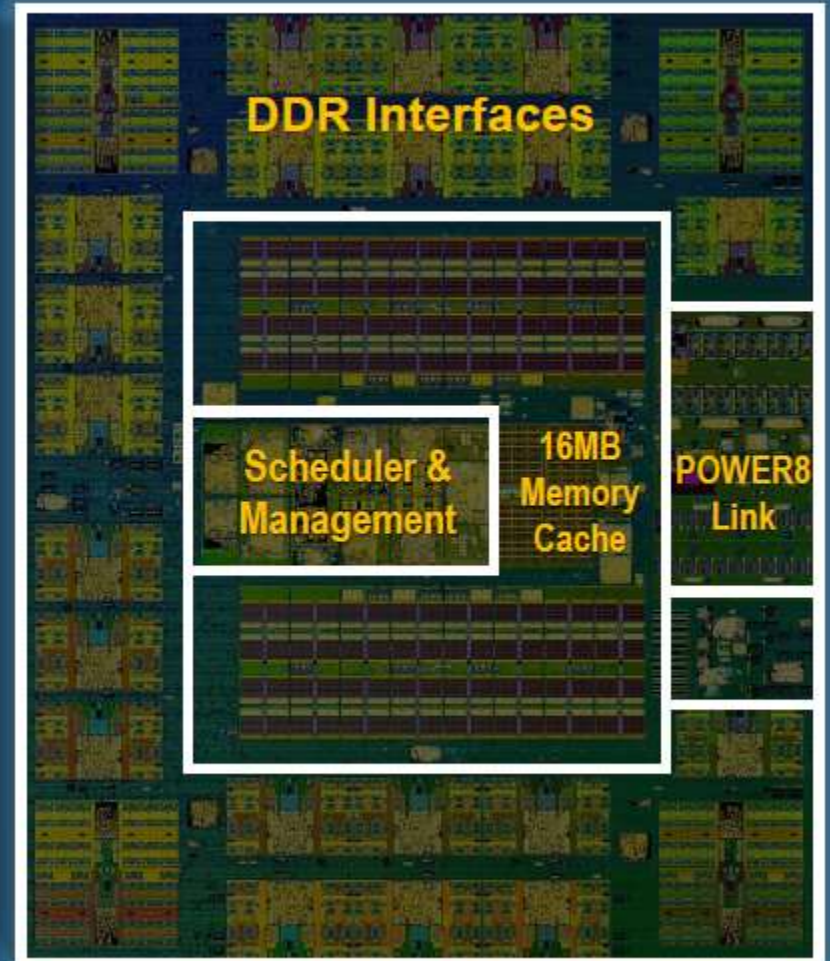 DDR Interfaces
Scheduler &
Management
16MB
Memory
Cache
POWER8
Link